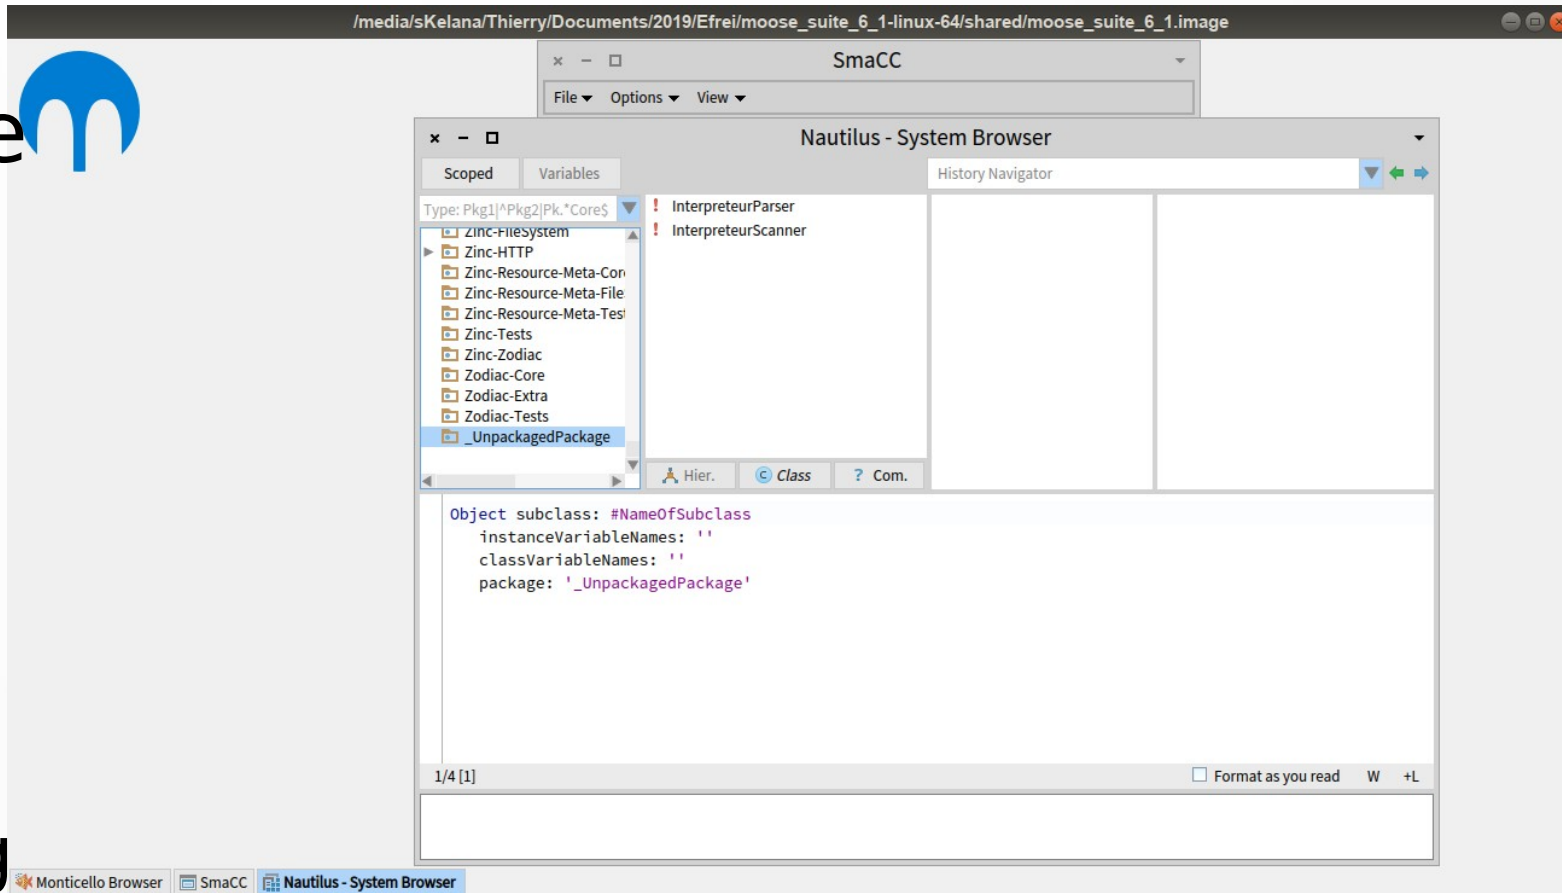 /media/sKelana/Thierry/Documents/2019/Efrei/moose_suite_6_1-linux-64/shared/moose_suite_6_1.image
e
SmaCC
File Options View
Nautilus - System Browser
Scoped Variables History Navigator
Type: Pkg1|^Pkg2|Pk.*Core$
Zinc-FileSystem
Zinc-HTTP
Zinc-Resource-Meta-Cor
Zinc-Resource-Meta-File
Zinc-Resource-Meta-Test
Zinc-Tests
Zinc-Zodiac
Zodiac-Core
Zodiac-Extra
Zodiac-Tests
_UnpackagedPackage
! InterpreteurParser
! InterpreteurScanner
Hier. C Class ? Com.
Object subclass: #NameOfSubclass
instanceVariableNames: ''
classVariableNames: ''
package: '_UnpackagedPackage'
1/4 [1] Format as you read W +L
g
Monticello Browser SmaCC Nautilus - System Browser